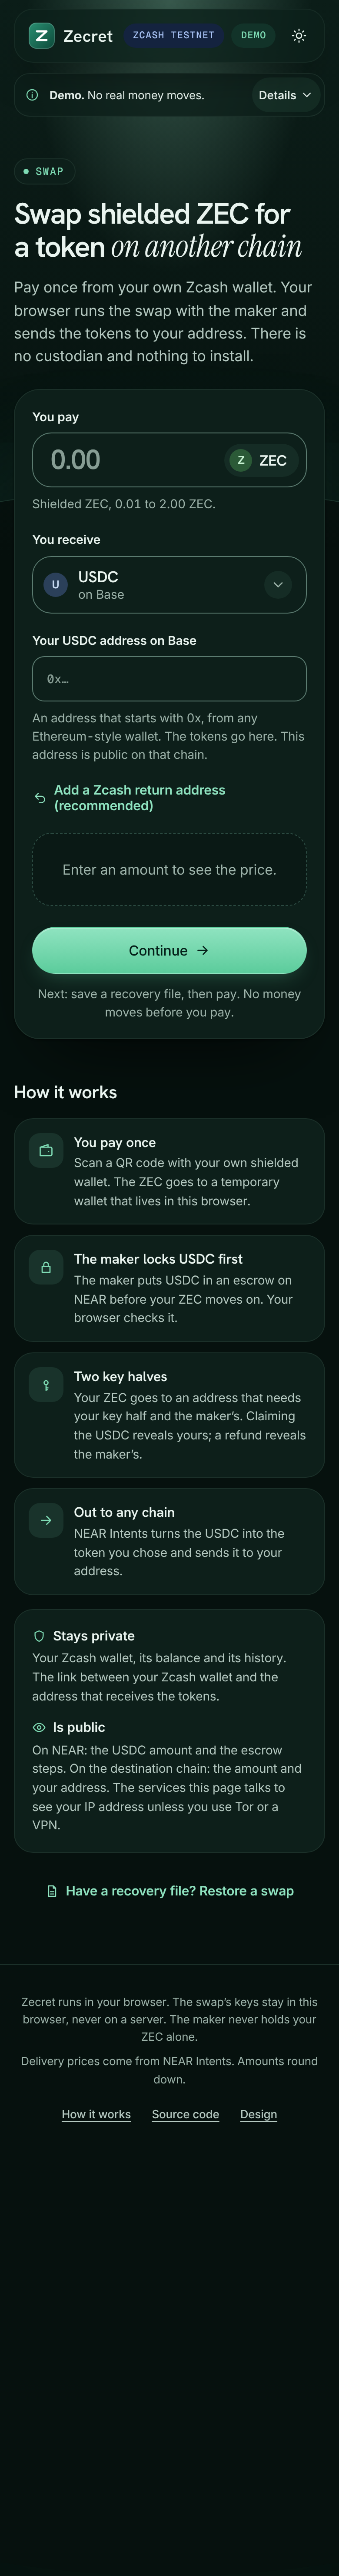 Zecret
ZCASH TESTNET
DEMO
Demo. No real money moves.
Details
SWAP
Swap shielded ZEC for
a token on another chain
Pay once from your own Zcash wallet. Your
browser runs the swap with the maker and
sends the tokens to your address. There is
no custodian and nothing to install.
You pay
0.00
Z
ZEC
Shielded ZEC, 0.01 to 2.00 ZEC.
You receive
U
USDC
on Base
Your USDC address on Base
0x…
An address that starts with 0x, from any
Ethereum-style wallet. The tokens go here. This
address is public on that chain.
Add a Zcash return address
(recommended)
Enter an amount to see the price.
Continue →
Next: save a recovery file, then pay. No money
moves before you pay.
How it works
You pay once
Scan a QR code with your own shielded
wallet. The ZEC goes to a temporary
wallet that lives in this browser.
The maker locks USDC first
The maker puts USDC in an escrow on
NEAR before your ZEC moves on. Your
browser checks it.
Two key halves
Your ZEC goes to an address that needs
your key half and the maker’s. Claiming
the USDC reveals yours; a refund reveals
the maker’s.
Out to any chain
NEAR Intents turns the USDC into the
token you chose and sends it to your
address.
Stays private
Your Zcash wallet, its balance and its history.
The link between your Zcash wallet and the
address that receives the tokens.
Is public
On NEAR: the USDC amount and the escrow
steps. On the destination chain: the amount and
your address. The services this page talks to
see your IP address unless you use Tor or a
VPN.
Have a recovery file? Restore a swap
Zecret runs in your browser. The swap’s keys stay in this
browser, never on a server. The maker never holds your
ZEC alone.
Delivery prices come from NEAR Intents. Amounts round
down.
How it works
Source code
Design